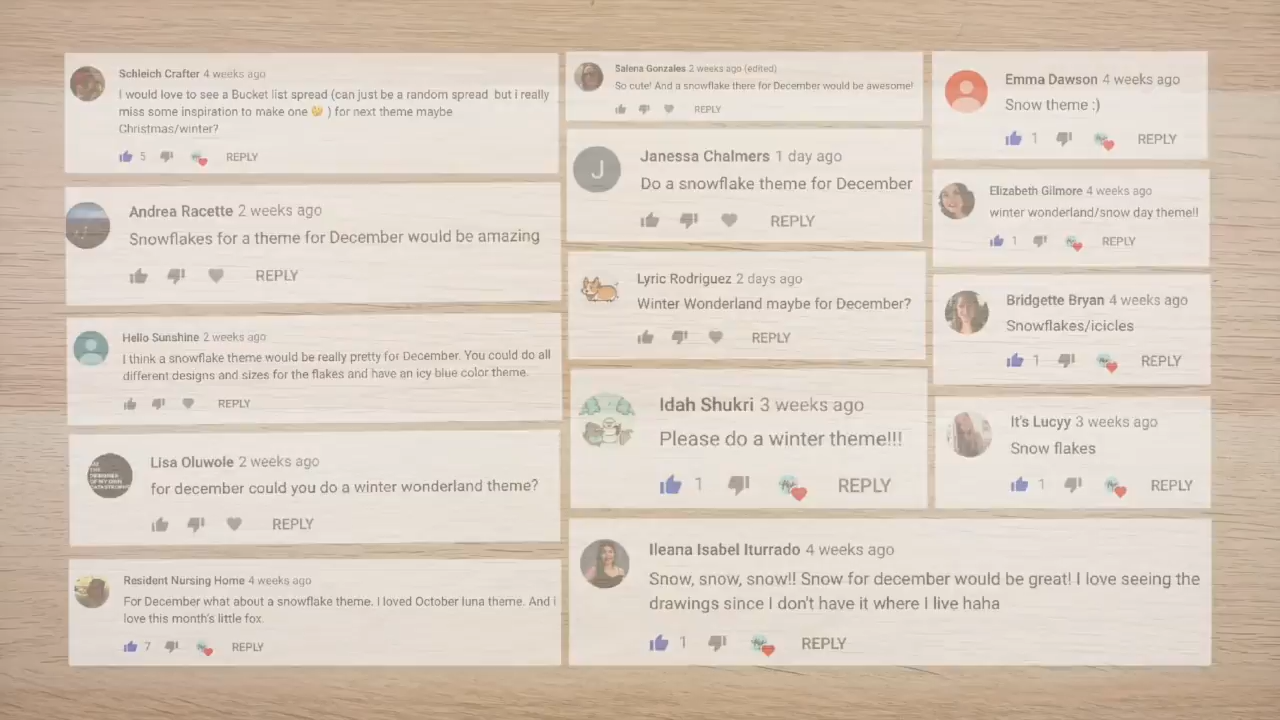 Schleich Crafter 4 weeks ago
I would love to see a Bucket list spread (can just be a random spread but i really
miss some inspiration to make one 🤔 ) for next theme maybe
Christmas/winter?
5 REPLY
Andrea Racette 2 weeks ago
Snowflakes for a theme for December would be amazing
REPLY
Hello Sunshine 2 weeks ago
I think a snowflake theme would be really pretty for December. You could do all
different designs and sizes for the flakes and have an icy blue color theme.
REPLY
Lisa Oluwole 2 weeks ago
for december could you do a winter wonderland theme?
REPLY
Resident Nursing Home 4 weeks ago
For December what about a snowflake theme. I loved October luna theme. And i
love this month's little fox.
7 REPLY
Salena Gonzales 2 weeks ago (edited)
So cute! And a snowflake there for December would be awesome!
REPLY
J
Janessa Chalmers 1 day ago
Do a snowflake theme for December
REPLY
Lyric Rodriguez 2 days ago
Winter Wonderland maybe for December?
REPLY
Idah Shukri 3 weeks ago
Please do a winter theme!!!
1 REPLY
Ileana Isabel Iturrado 4 weeks ago
Snow, snow, snow!! Snow for december would be great! I love seeing the
drawings since I don't have it where I live haha
1 REPLY
Emma Dawson 4 weeks ago
Snow theme :)
1 REPLY
Elizabeth Gilmore 4 weeks ago
winter wonderland/snow day theme!!
1 REPLY
Bridgette Bryan 4 weeks ago
Snowflakes/icicles
1 REPLY
It's Lucyy 3 weeks ago
Snow flakes
1 REPLY